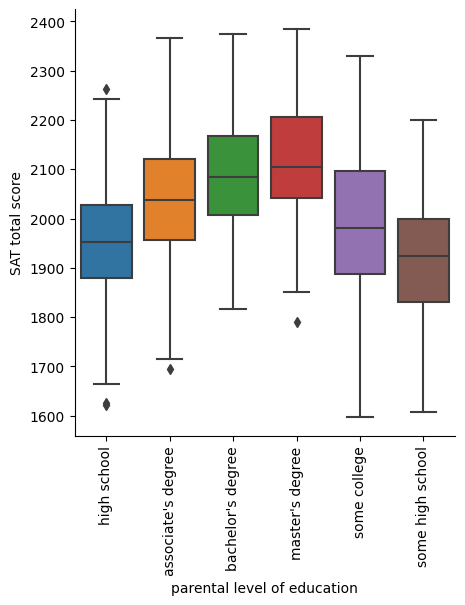 2400
2300
2200
2100
2000
1900
1800
1700
1600
SAT total score
high school
associate's degree
bachelor's degree
master's degree
some college
some high school
parental level of education